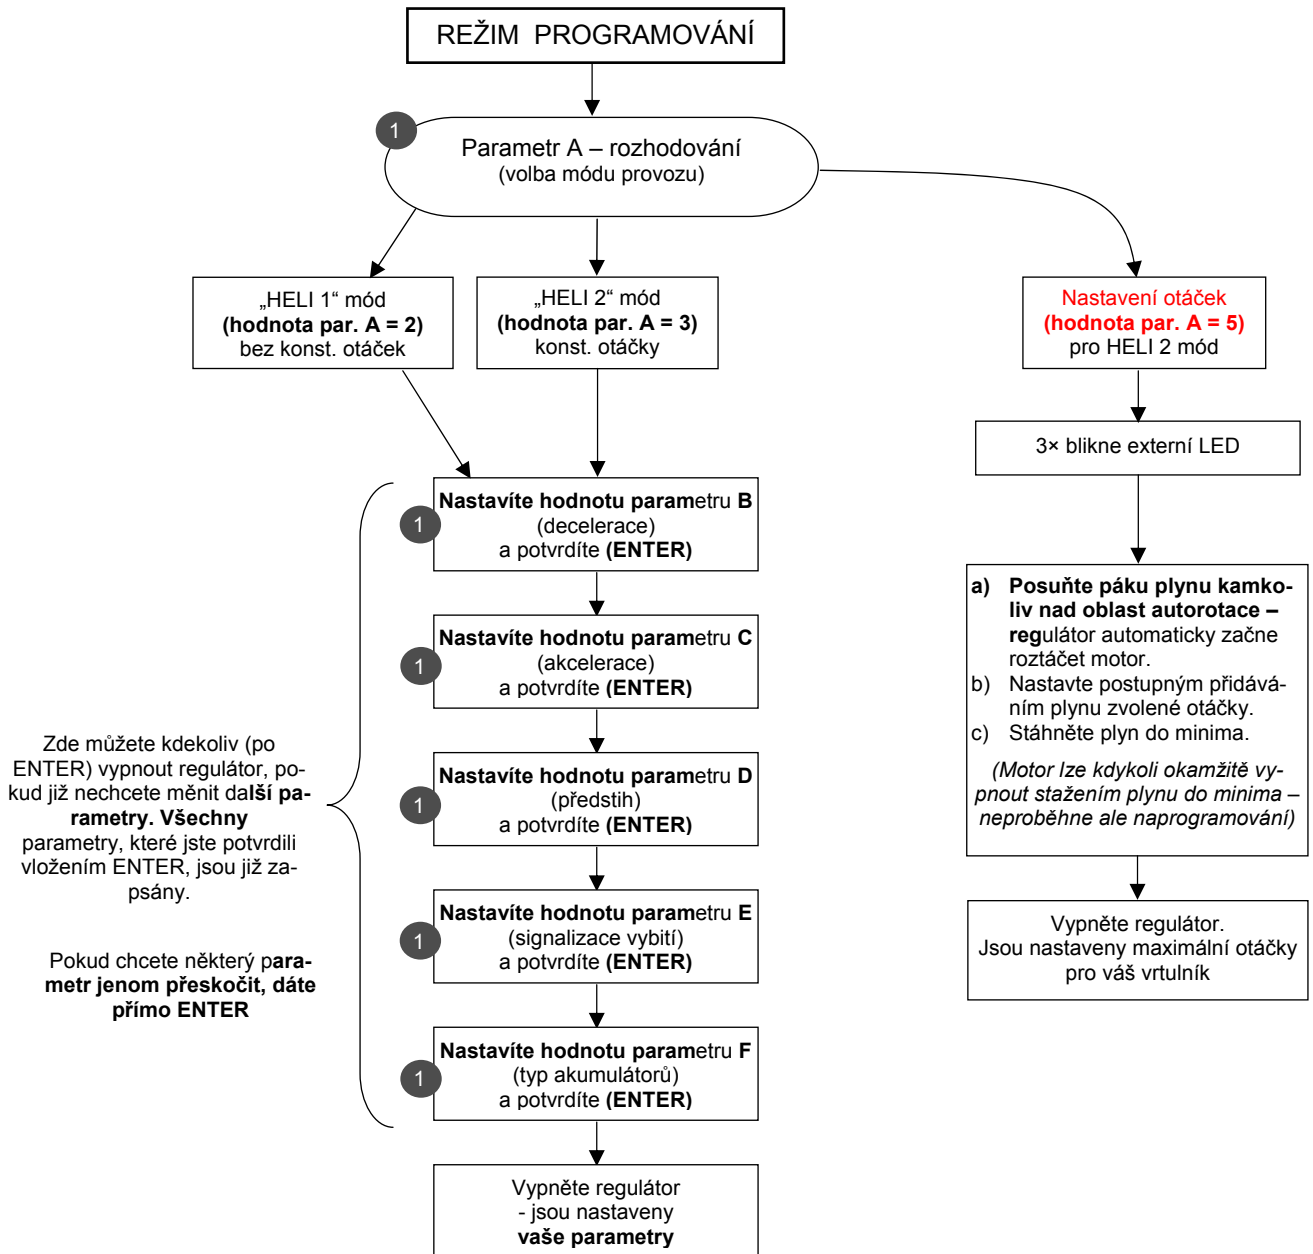 REŽIM PROGRAMOVÁNÍ
1
Parametr A – rozhodování
(volba módu provozu)
„HELI 1“ mód
(hodnota par. A = 2)
bez konst. otáček
„HELI 2“ mód
(hodnota par. A = 3)
konst. otáčky
Nastavení otáček
(hodnota par. A = 5)
pro HELI 2 mód
3× blikne externí LED
1
Nastavíte hodnotu parametru B
(decelerace)
a potvrdíte (ENTER)
1
Nastavíte hodnotu parametru C
(akcelerace)
a potvrdíte (ENTER)
1
Nastavíte hodnotu parametru D
(předstih)
a potvrdíte (ENTER)
1
Nastavíte hodnotu parametru E
(signalizace vybití)
a potvrdíte (ENTER)
1
Nastavíte hodnotu parametru F
(typ akumulátorů)
a potvrdíte (ENTER)
Vypněte regulátor
- jsou nastaveny
vaše parametry
Zde můžete kdekoliv (po
ENTER) vypnout regulátor, po-
kud již nechcete měnit další pa-
rametry. Všechny
parametry, které jste potvrdili
vložením ENTER, jsou již za-
psány.
Pokud chcete některý para-
metr jenom přeskočit, dáte
přímo ENTER
a) Posuňte páku plynu kamko-
liv nad oblast autorotace –
regulátor automaticky začne
roztáčet motor.
b) Nastavte postupným přidává-
ním plynu zvolené otáčky.
c) Stáhněte plyn do minima.
(Motor lze kdykoli okamžitě vy-
pnout stažením plynu do minima –
neproběhne ale naprogramování)
Vypněte regulátor.
Jsou nastaveny maximální otáčky
pro váš vrtulník